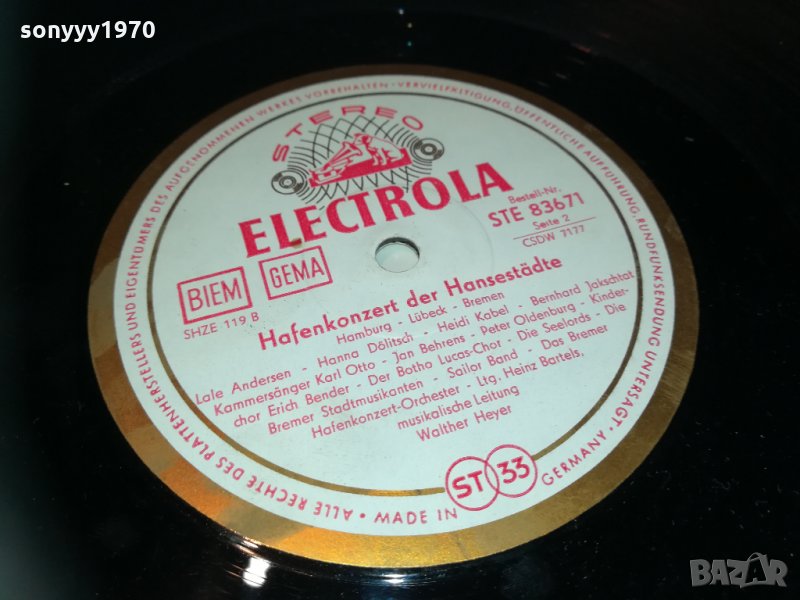 sonyyy1970
ALLE RECHTE DES PLATTENHERSTELLERS UND EIGENTÜMERS DES AUFGENOMMENEN WERKES VORBEHALTEN · VERVIELFÄLTIGUNG, ÖFFENTLICHE AUFFÜHRUNG, RUNDFUNKSENDUNG UNTERSAGT ·
STEREO
ELECTROLA
Bestell-Nr.
STE 83671
Seite 2
CSDW 7177
BIEM
GEMA
SHZE 119 B
Hafenkonzert der Hansestädte
Hamburg - Lübeck - Bremen
Lale Andersen - Hanna Dölitsch - Heidi Kabel - Bernhard Jakschtat
Kammersänger Karl Otto - Jan Behrens - Peter Oldenburg - Kinder-
chor Erich Bender - Der Botho Lucas-Chor - Die Seelords - Die
Bremer Stadtmusikanten - Sailor Band - Das Bremer
Hafenkonzert-Orchester - Ltg. Heinz Bartels,
musikalische Leitung
Walther Heyer
MADE IN
ST 33
GERMANY
BAZAR